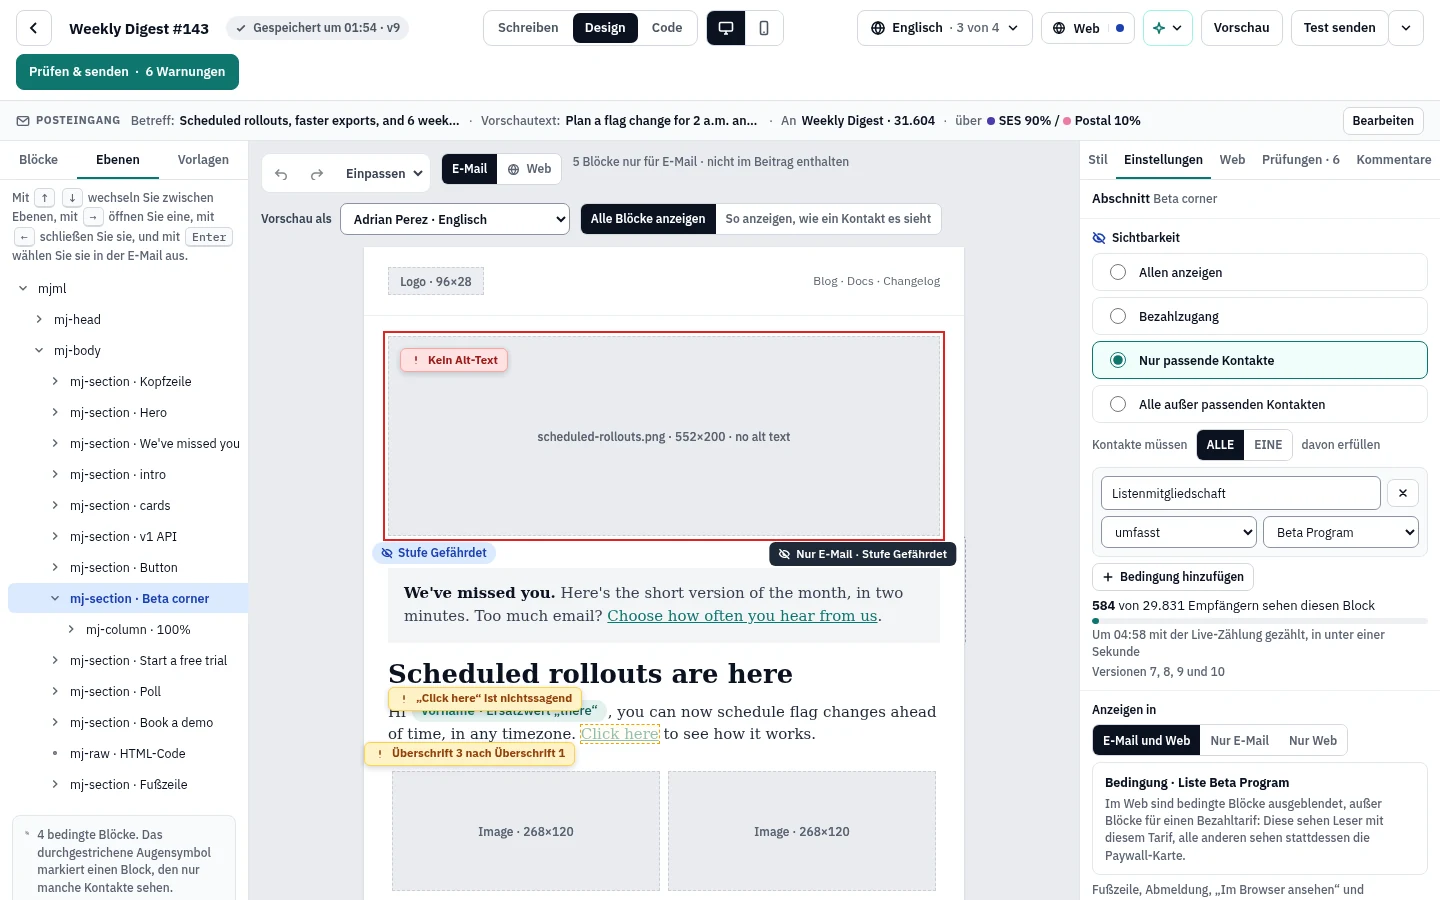 Weekly Digest #143
Gespeichert um 01:54 · v9
Schreiben
Design
Code
Englisch · 3 von 4
Web
Vorschau
Test senden
Prüfen & senden · 6 Warnungen
POSTEINGANG
Betreff: Scheduled rollouts, faster exports, and 6 week... · Vorschautext: Plan a flag change for 2 a.m. an... · An Weekly Digest · 31.604 · über SES 90% / Postal 10%
Bearbeiten
Blöcke
Ebenen
Vorlagen
Mit ↑ ↓ wechseln Sie zwischen
Ebenen, mit → öffnen Sie eine, mit
← schließen Sie sie, und mit Enter
wählen Sie sie in der E-Mail aus.
mjml
mj-head
mj-body
mj-section · Kopfzeile
mj-section · Hero
mj-section · We've missed you
mj-section · intro
mj-section · cards
mj-section · v1 API
mj-section · Button
mj-section · Beta corner
mj-column · 100%
mj-section · Start a free trial
mj-section · Poll
mj-section · Book a demo
mj-raw · HTML-Code
mj-section · Fußzeile
4 bedingte Blöcke. Das
durchgestrichene Augensymbol
markiert einen Block, den nur
manche Kontakte sehen.
Einpassen
E-Mail
Web
5 Blöcke nur für E-Mail · nicht im Beitrag enthalten
Vorschau als
Adrian Perez · Englisch
Alle Blöcke anzeigen
So anzeigen, wie ein Kontakt es sieht
Logo · 96×28
Blog · Docs · Changelog
! Kein Alt-Text
scheduled-rollouts.png · 552×200 · no alt text
Stufe Gefährdet
Nur E-Mail · Stufe Gefährdet
We've missed you. Here's the short version of the month, in two
minutes. Too much email? Choose how often you hear from us.
Scheduled rollouts are here
! „Click here“ ist nichtssagend
Hi Vorname · Ersatzwert „there“ , you can now schedule flag changes ahead
of time, in any timezone. Click here to see how it works.
! Überschrift 3 nach Überschrift 1
Image · 268×120
Image · 268×120
Stil
Einstellungen
Web
Prüfungen · 6
Kommentare
Abschnitt Beta corner
Sichtbarkeit
Allen anzeigen
Bezahlzugang
Nur passende Kontakte
Alle außer passenden Kontakten
Kontakte müssen ALLE EINE davon erfüllen
Listenmitgliedschaft
umfasst
Beta Program
Bedingung hinzufügen
584 von 29.831 Empfängern sehen diesen Block
Um 04:58 mit der Live-Zählung gezählt, in unter einer
Sekunde
Versionen 7, 8, 9 und 10
Anzeigen in
E-Mail und Web
Nur E-Mail
Nur Web
Bedingung · Liste Beta Program
Im Web sind bedingte Blöcke ausgeblendet, außer
Blöcke für einen Bezahltarif: Diese sehen Leser mit
diesem Tarif, alle anderen sehen stattdessen die
Paywall-Karte.
Fußzeile, Abmeldung, „Im Browser ansehen“ und